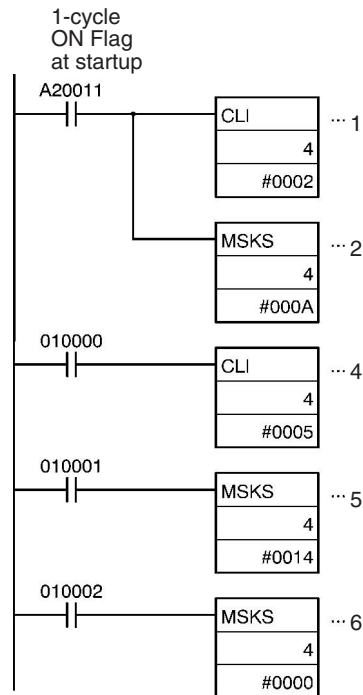 1-cycle
ON Flag
at startup
A20011
CLI
4
#0002
...1
MSKS
4
#000A
...2
010000
CLI
4
#0005
...4
010001
MSKS
4
#0014
...5
010002
MSKS
4
#0000
...6